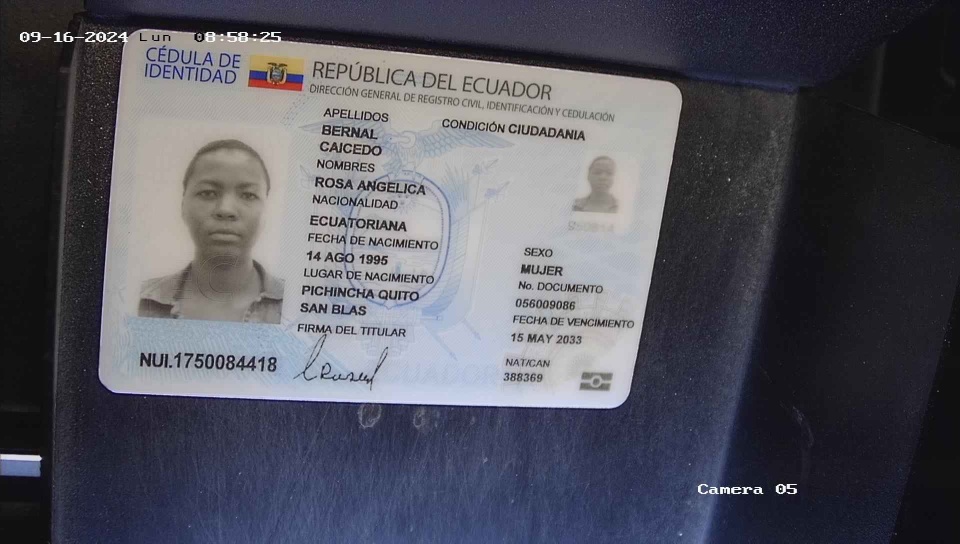 09-16-2024 Lun 08:58:25
CÉDULA DE
IDENTIDAD
REPÚBLICA DEL ECUADOR
DIRECCIÓN GENERAL DE REGISTRO CIVIL, IDENTIFICACIÓN Y CEDULACIÓN
APELLIDOS
BERNAL
CAICEDO
NOMBRES
ROSA ANGELICA
NACIONALIDAD
ECUATORIANA
FECHA DE NACIMIENTO
14 AGO 1995
LUGAR DE NACIMIENTO
PICHINCHA QUITO
SAN BLAS
FIRMA DEL TITULAR
NUI.1750084418
CONDICIÓN CIUDADANIA
SEXO
MUJER
No. DOCUMENTO
056009086
FECHA DE VENCIMIENTO
15 MAY 2033
NAT/CAN
388369
Camera 05